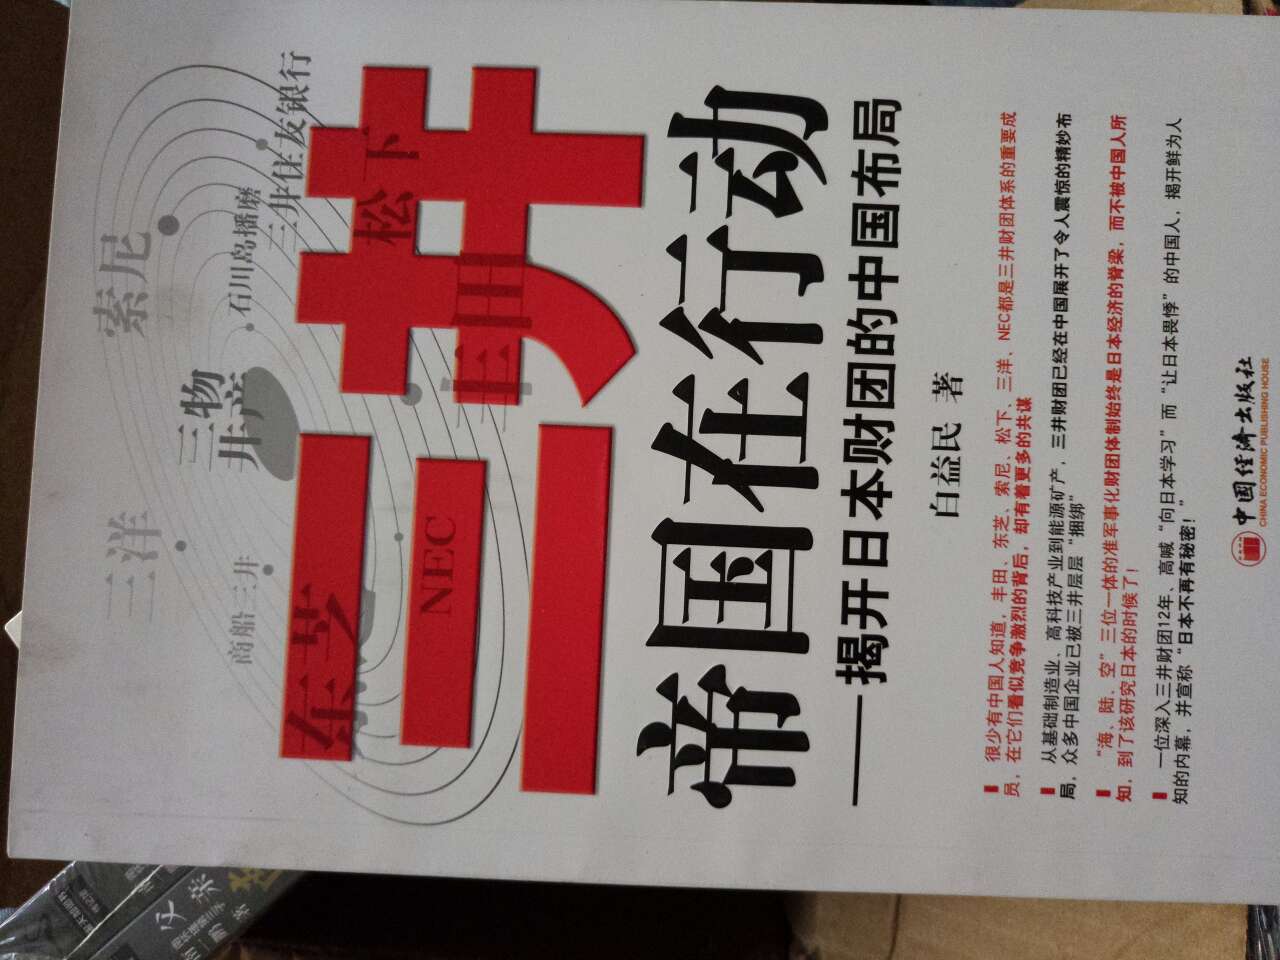 索尼
三井住友银行
石川岛播磨
三井
物产
三洋
商船三井
松下
丰田
东芝
NEC
三井
帝国在行动
——揭开日本财团的中国布局
白益民 著
很少有中国人知道，丰田、东芝、索尼、松下、三洋、NEC都是三井财团体系的重要成
员，在它们看似竞争激烈的背后，却有着更多的共谋
从基础制造业、高科技产业到能源矿产，三井财团已经在中国展开了令人震惊的精妙布
局，众多中国企业已被三井层层“捆绑”
“海、陆、空”三位一体的准军事化财团体制始终是日本经济的脊梁，而不被中国人所
知，到了该研究日本的时候了！
一位深入三井财团12年、高喊“向日本学习”而“让日本畏悸”的中国人，揭开鲜为人
知的内幕，并宣称“日本不再有秘密！”
中国经济出版社
CHINA ECONOMIC PUBLISHING HOUSE
父亲